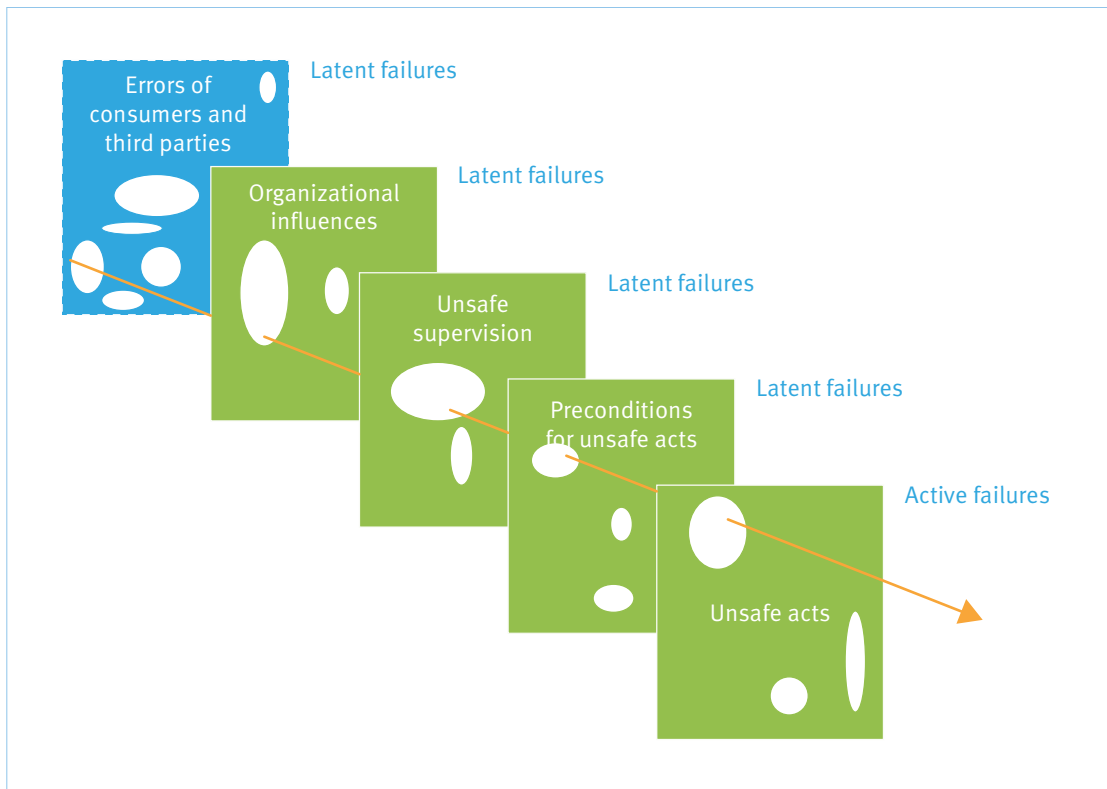 Errors of
consumers and
third parties
Latent failures
Organizational
influences
Latent failures
Unsafe
supervision
Latent failures
Preconditions
for unsafe acts
Latent failures
Unsafe acts
Active failures